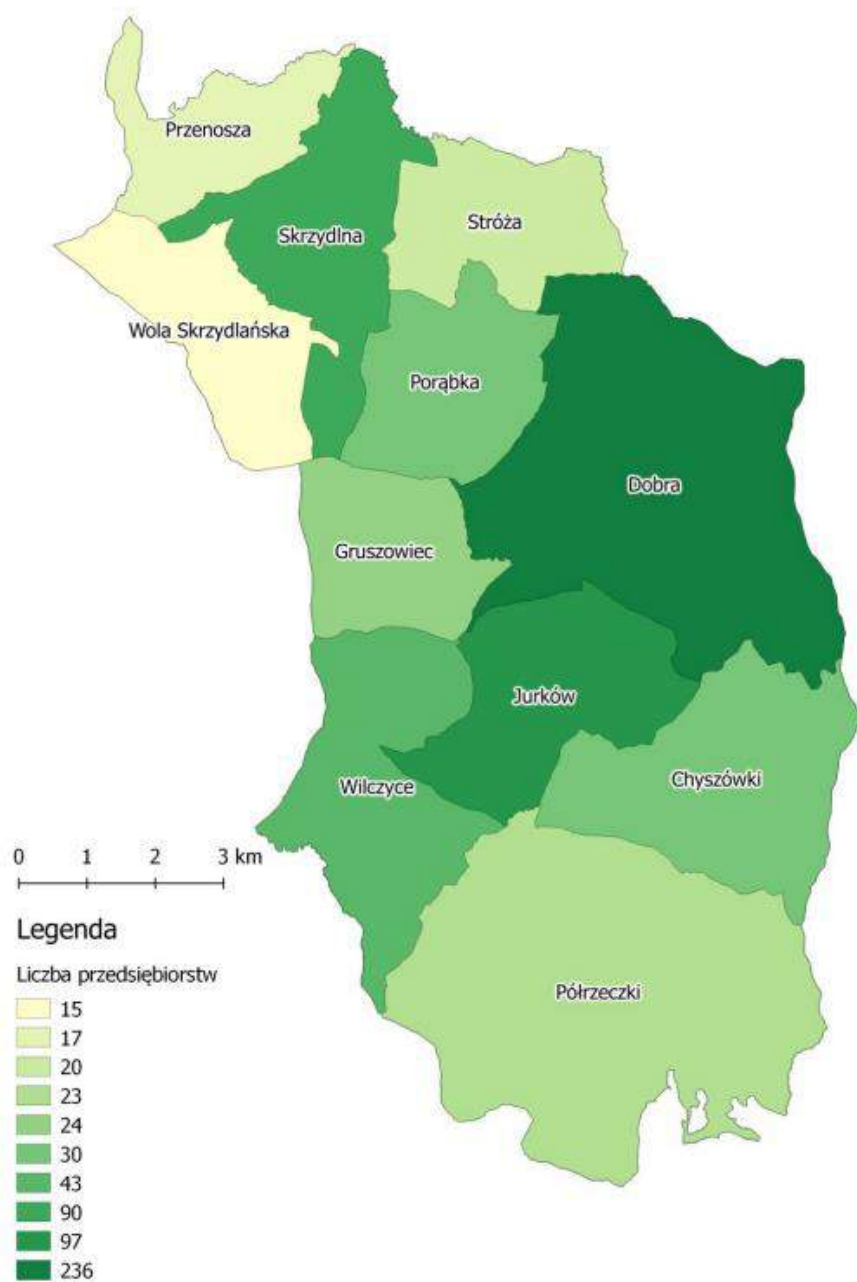 Przenosza
Skrzydlna
Stróża
Wola Skrzydlańska
Porąbka
Dobra
Gruszowiec
Jurków
Chyszówki
Wilczyce
0 1 2 3 km
Półrzeczki
Legenda
Liczba przedsiębiorstw
15
17
20
23
24
30
43
90
97
236